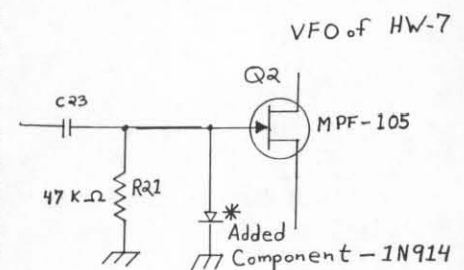 VFO of HW-7
Q2
C23
MPF-105
47 KΩ
R21
*
Added
Component - 1N914